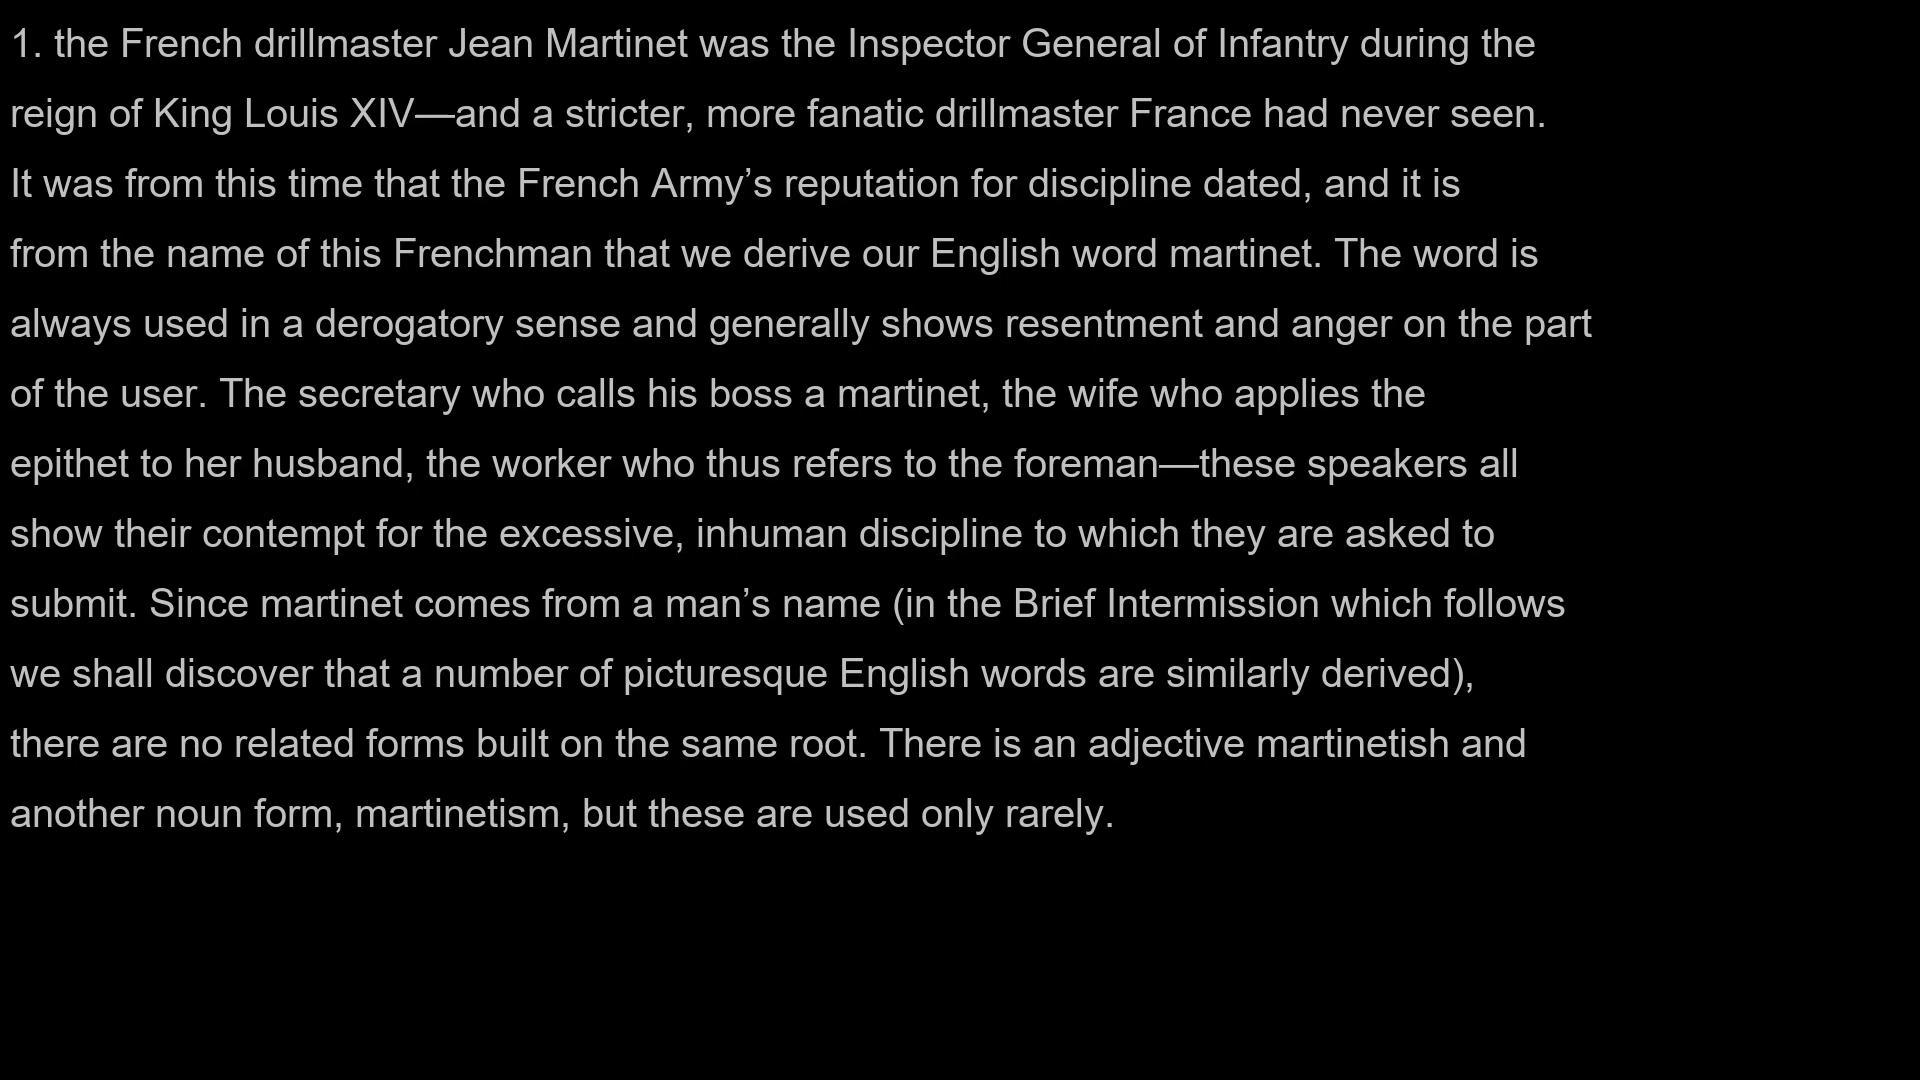 1. the French drillmaster Jean Martinet was the Inspector General of Infantry during the
reign of King Louis XIV—and a stricter, more fanatic drillmaster France had never seen.
It was from this time that the French Army’s reputation for discipline dated, and it is
from the name of this Frenchman that we derive our English word martinet. The word is
always used in a derogatory sense and generally shows resentment and anger on the part
of the user. The secretary who calls his boss a martinet, the wife who applies the
epithet to her husband, the worker who thus refers to the foreman—these speakers all
show their contempt for the excessive, inhuman discipline to which they are asked to
submit. Since martinet comes from a man’s name (in the Brief Intermission which follows
we shall discover that a number of picturesque English words are similarly derived),
there are no related forms built on the same root. There is an adjective martinetish and
another noun form, martinetism, but these are used only rarely.